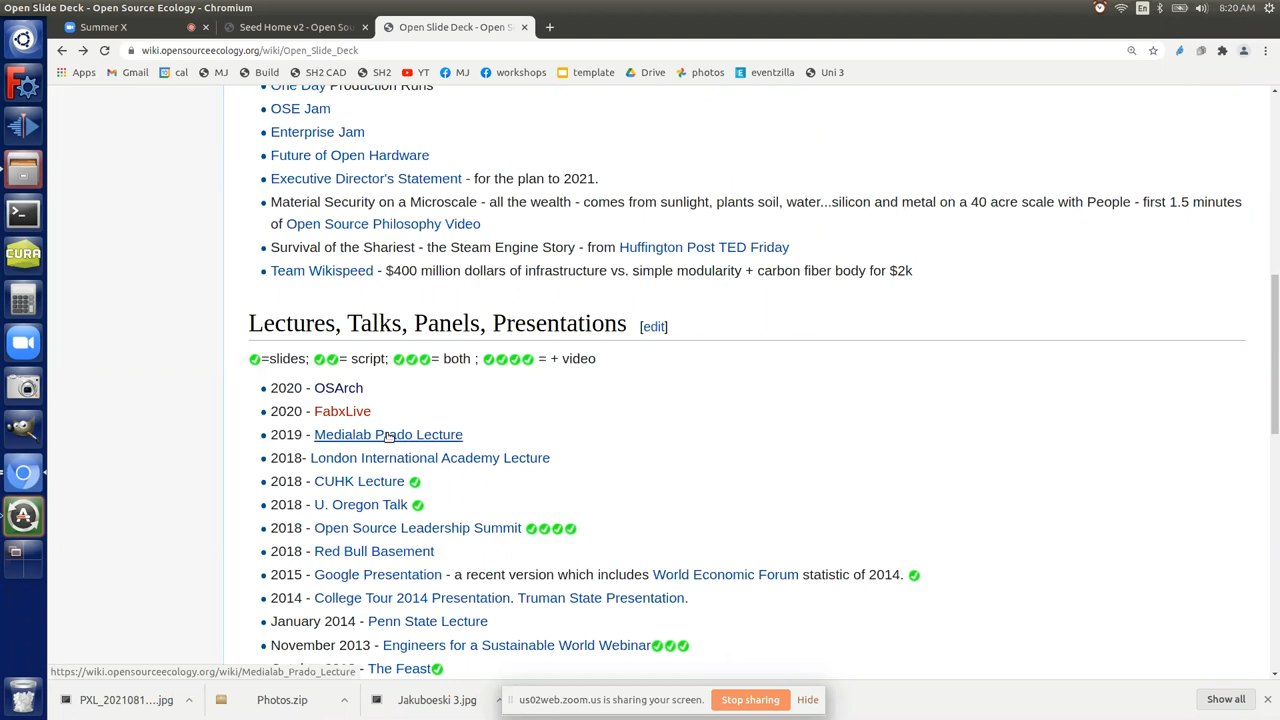 Open Slide Deck - Open Source Ecology - Chromium
En
8:20 AM
Summer X
Seed Home v2 - Open Sou
Open Slide Deck - Open So
wiki.opensourceecology.org/wiki/Open_Slide_Deck
Apps Gmail cal MJ Build SH2 CAD SH2 YT MJ workshops template Drive photos eventzilla Uni 3
One Day Production Runs
OSE Jam
Enterprise Jam
Future of Open Hardware
Executive Director's Statement - for the plan to 2021.
Material Security on a Microscale - all the wealth - comes from sunlight, plants soil, water...silicon and metal on a 40 acre scale with People - first 1.5 minutes
of Open Source Philosophy Video
Survival of the Shariest - the Steam Engine Story - from Huffington Post TED Friday
Team Wikispeed - $400 million dollars of infrastructure vs. simple modularity + carbon fiber body for $2k
Lectures, Talks, Panels, Presentations [edit]
=slides; = script; = both ; = + video
2020 - OSArch
2020 - FabxLive
2019 - Medialab Prado Lecture
2018- London International Academy Lecture
2018 - CUHK Lecture
2018 - U. Oregon Talk
2018 - Open Source Leadership Summit
2018 - Red Bull Basement
2015 - Google Presentation - a recent version which includes World Economic Forum statistic of 2014.
2014 - College Tour 2014 Presentation. Truman State Presentation.
January 2014 - Penn State Lecture
November 2013 - Engineers for a Sustainable World Webinar
The Feast
https://wiki.opensourceecology.org/wiki/Medialab_Prado_Lecture
PXL_2021081....jpg
Photos.zip
Jakuboeski 3.jpg
us02web.zoom.us is sharing your screen.
Stop sharing
Hide
Show all
CURA